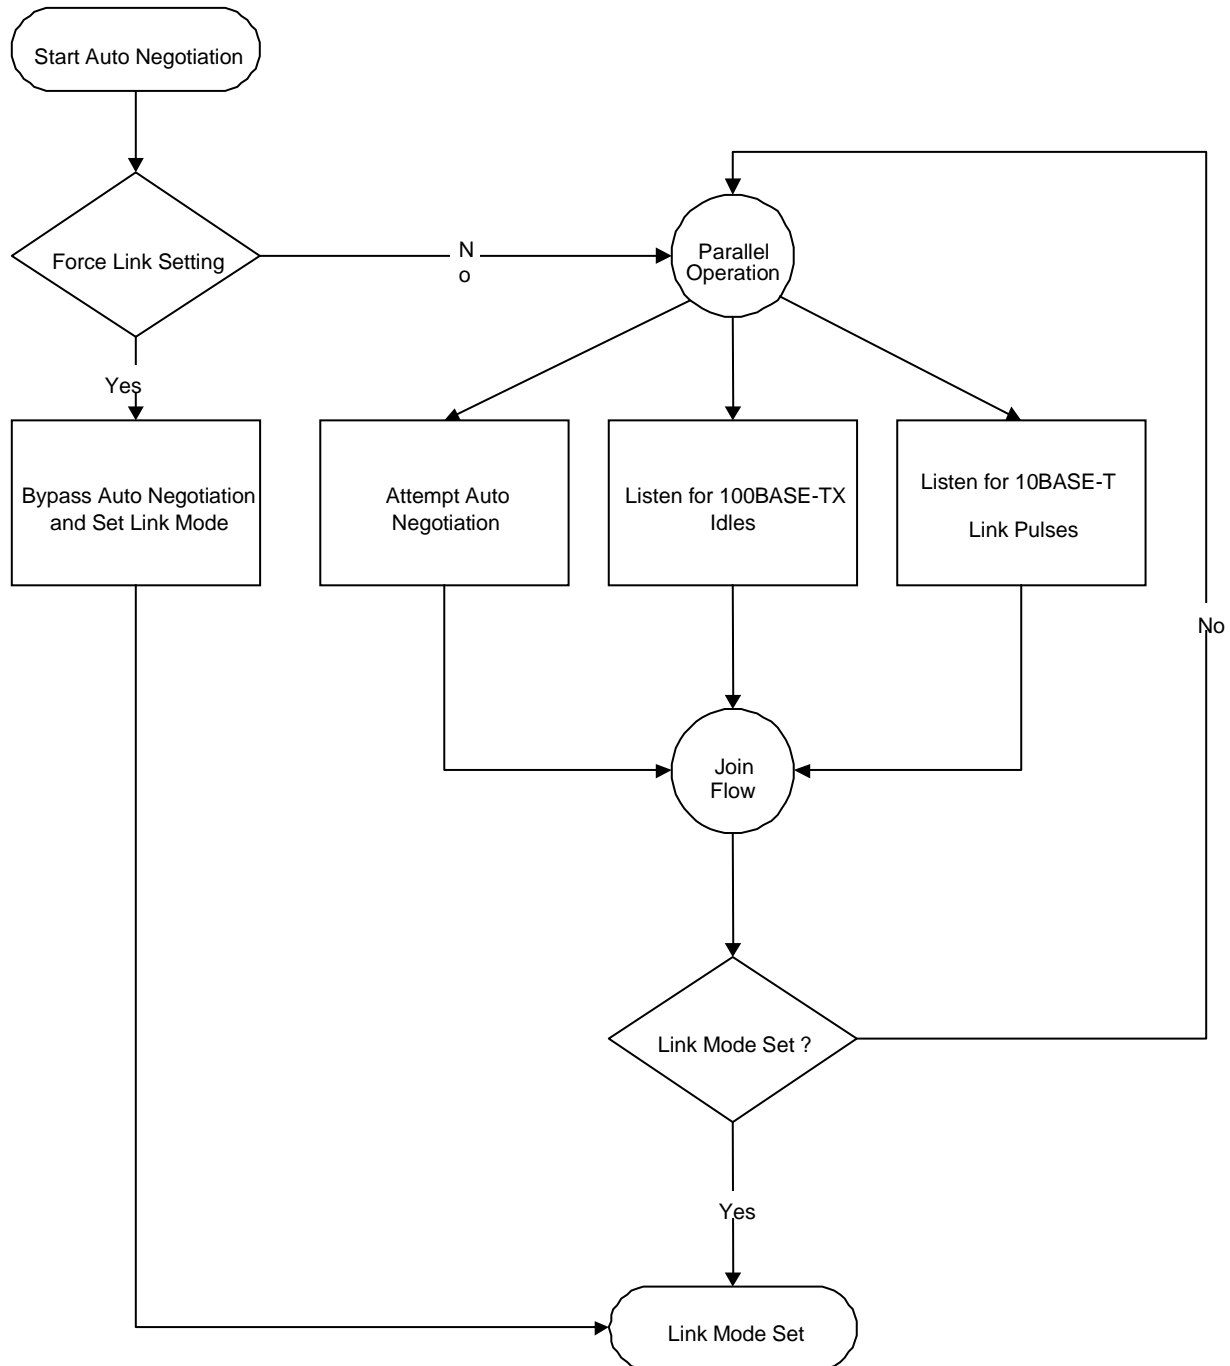 Start Auto Negotiation
Force Link Setting
N
o
Parallel
Operation
Yes
Bypass Auto Negotiation
and Set Link Mode
Attempt Auto
Negotiation
Listen for 100BASE-TX
Idles
Listen for 10BASE-T
Link Pulses
No
Join
Flow
Link Mode Set ?
Yes
Link Mode Set